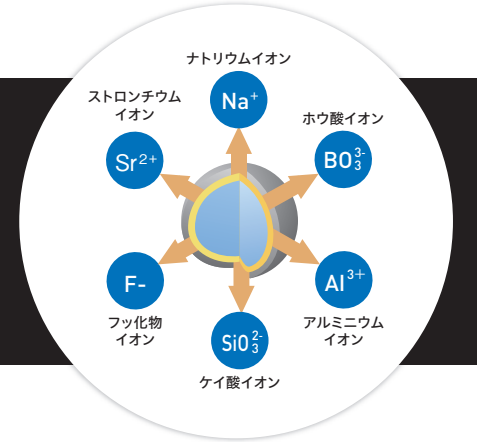 ナトリウムイオン
Na⁺
ストロンチウム
イオン
Sr²⁺
ホウ酸イオン
BO₃³⁻
F-
フッ化物
イオン
Al³⁺
アルミニウム
イオン
SiO₃²⁻
ケイ酸イオン